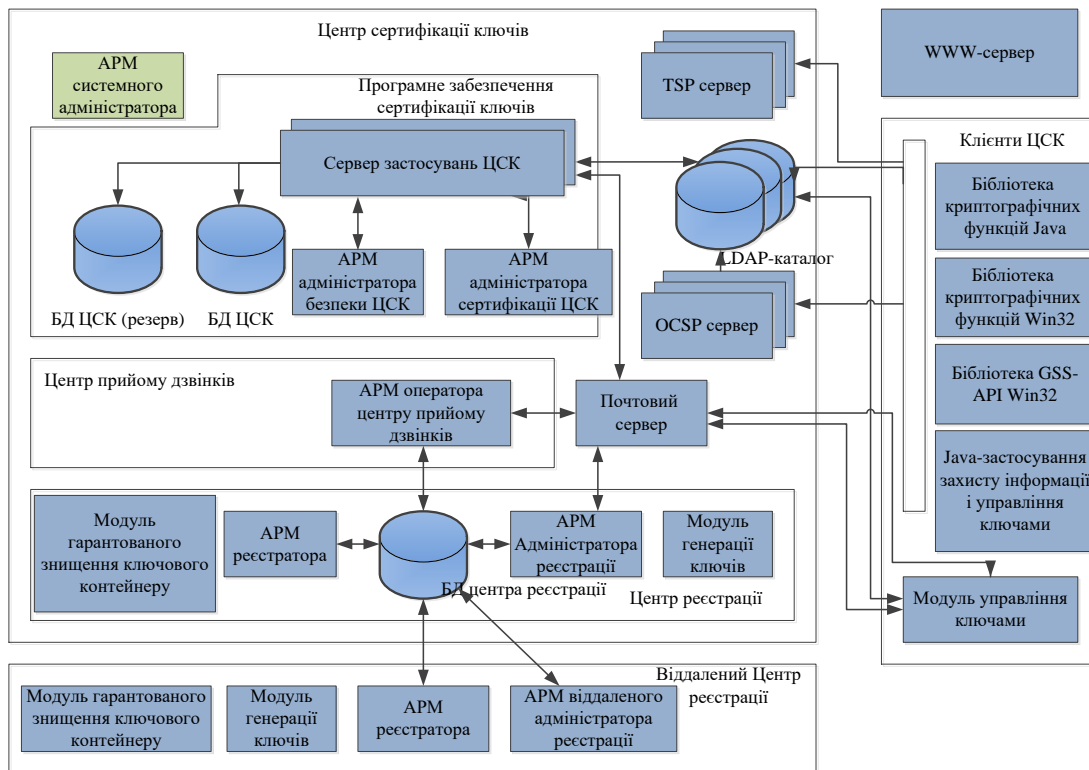 Центр сертифікації ключів
АРМ
системного
адміністратора
Програмне забезпечення
сертифікації ключів
Сервер застосувань ЦСК
БД ЦСК (резерв)
БД ЦСК
АРМ
адміністратора
безпеки ЦСК
АРМ
адміністратора
сертифікації ЦСК
TSP сервер
LDAP-каталог
OCSP сервер
WWW-сервер
Клієнти ЦСК
Бібліотека
криптографічних
функцій Java
Бібліотека
криптографічних
функцій Win32
Бібліотека GSS-
API Win32
Java-застосування
захисту інформації
і управління
ключами
Модуль управління
ключами
Центр прийому дзвінків
АРМ оператора
центру прийому
дзвінків
Почтовий
сервер
Модуль
гарантованого
знищення ключового
контейнеру
АРМ
реєстратора
БД центра реєстрації
АРМ
Адміністратора
реєстрації
Модуль
генерації
ключів
Центр реєстрації
Віддалений Центр
реєстрації
Модуль гарантованого
знищення ключового
контейнеру
Модуль
генерації
ключів
АРМ
реєстратора
АРМ віддаленого
адміністратора
реєстрації